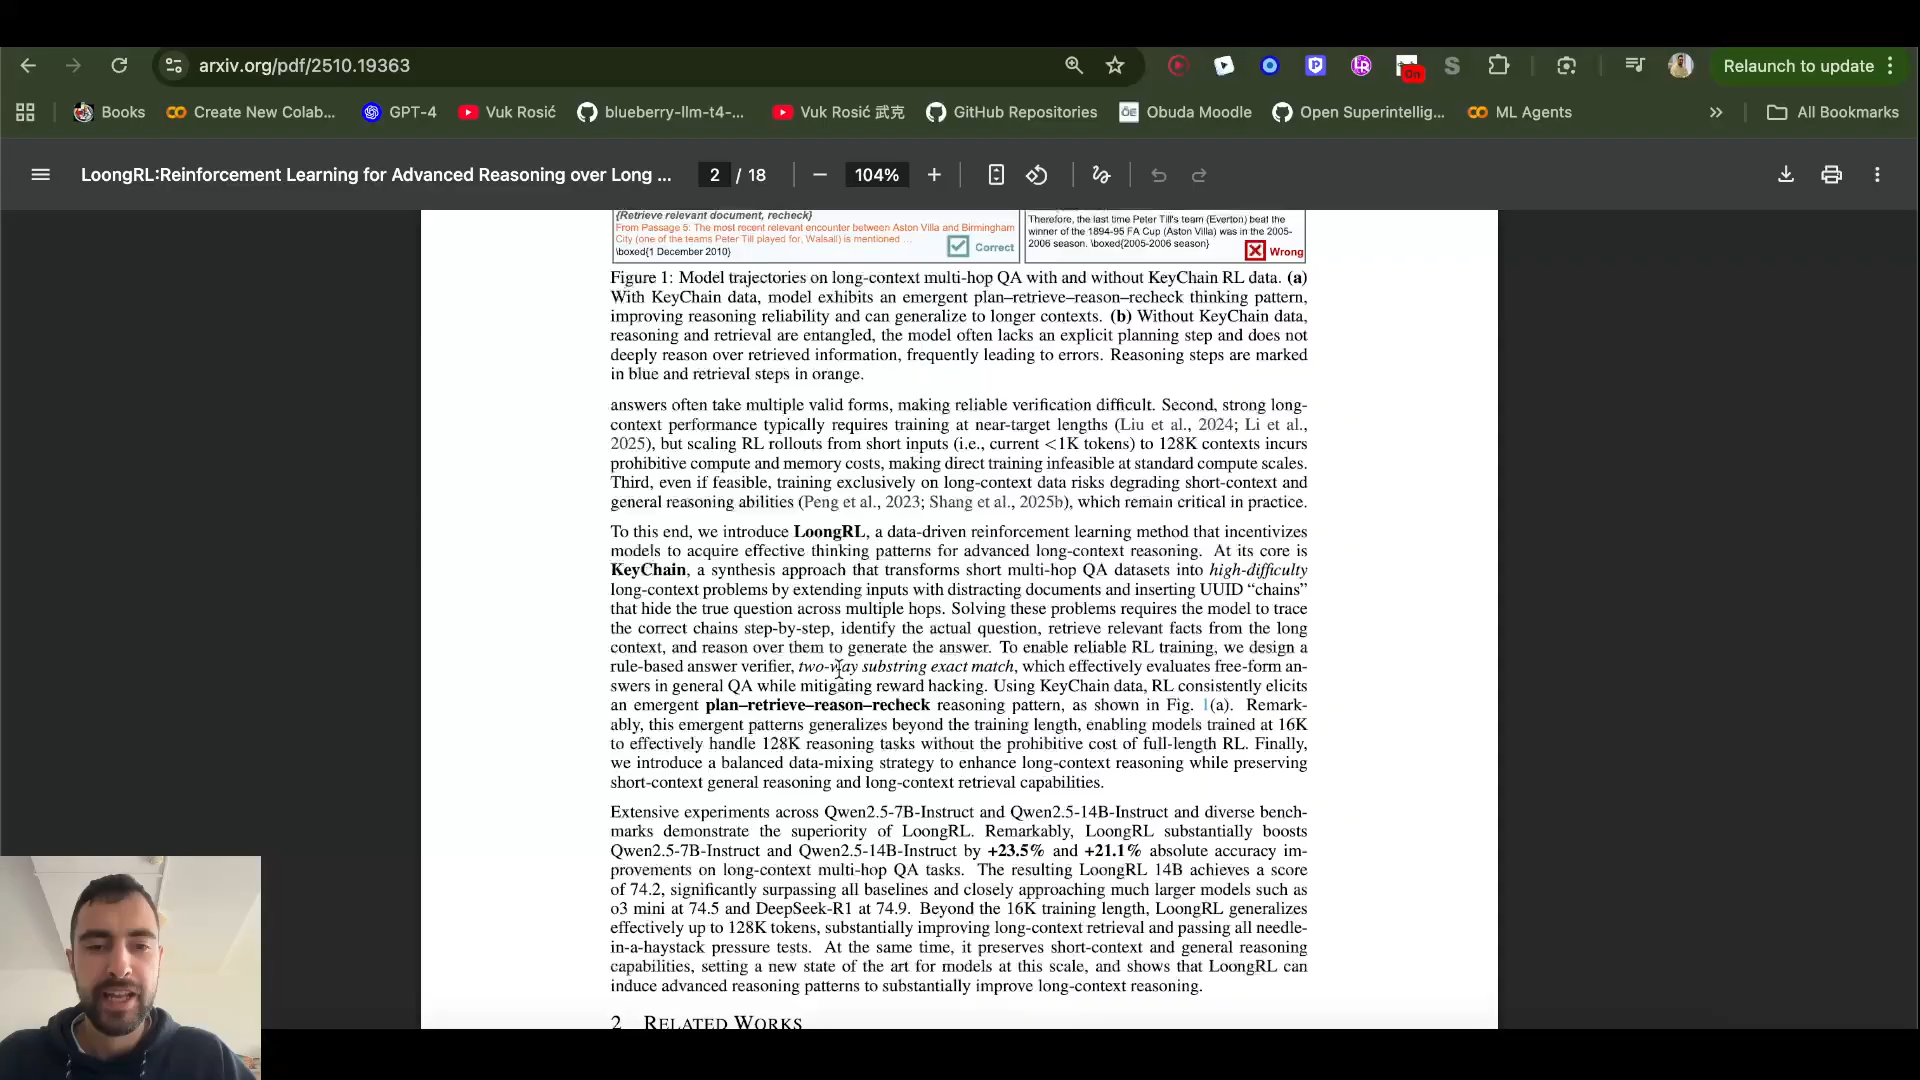 arxiv.org/pdf/2510.19363
On
Relaunch to update
Books
Create New Colab...
GPT-4
Vuk Rosić
blueberry-llm-t4-...
Vuk Rosić 武克
GitHub Repositories
Obuda Moodle
Open Superintellig...
ML Agents
All Bookmarks
LoongRL:Reinforcement Learning for Advanced Reasoning over Long ...
2 / 18
104%
{Retrieve relevant document, recheck}
From Passage 5: The most recent relevant encounter between Aston Villa and Birmingham
City (one of the teams Peter Till played for, Walsall) is mentioned ...
\boxed{1 December 2010}
Correct
Therefore, the last time Peter Till's team (Everton) beat the
winner of the 1894-95 FA Cup (Aston Villa) was in the 2005-
2006 season. \boxed{2005-2006 season}
Wrong
Figure 1: Model trajectories on long-context multi-hop QA with and without KeyChain RL data. (a)
With KeyChain data, model exhibits an emergent plan–retrieve–reason–recheck thinking pattern,
improving reasoning reliability and can generalize to longer contexts. (b) Without KeyChain data,
reasoning and retrieval are entangled, the model often lacks an explicit planning step and does not
deeply reason over retrieved information, frequently leading to errors. Reasoning steps are marked
in blue and retrieval steps in orange.
answers often take multiple valid forms, making reliable verification difficult. Second, strong long-
context performance typically requires training at near-target lengths (Liu et al., 2024; Li et al.,
2025), but scaling RL rollouts from short inputs (i.e., current <1K tokens) to 128K contexts incurs
prohibitive compute and memory costs, making direct training infeasible at standard compute scales.
Third, even if feasible, training exclusively on long-context data risks degrading short-context and
general reasoning abilities (Peng et al., 2023; Shang et al., 2025b), which remain critical in practice.
To this end, we introduce LoongRL, a data-driven reinforcement learning method that incentivizes
models to acquire effective thinking patterns for advanced long-context reasoning. At its core is
KeyChain, a synthesis approach that transforms short multi-hop QA datasets into high-difficulty
long-context problems by extending inputs with distracting documents and inserting UUID “chains”
that hide the true question across multiple hops. Solving these problems requires the model to trace
the correct chains step-by-step, identify the actual question, retrieve relevant facts from the long
context, and reason over them to generate the answer. To enable reliable RL training, we design a
rule-based answer verifier, two-way substring exact match, which effectively evaluates free-form an-
swers in general QA while mitigating reward hacking. Using KeyChain data, RL consistently elicits
an emergent plan–retrieve–reason–recheck reasoning pattern, as shown in Fig. 1(a). Remark-
ably, this emergent patterns generalizes beyond the training length, enabling models trained at 16K
to effectively handle 128K reasoning tasks without the prohibitive cost of full-length RL. Finally,
we introduce a balanced data-mixing strategy to enhance long-context reasoning while preserving
short-context general reasoning and long-context retrieval capabilities.
Extensive experiments across Qwen2.5-7B-Instruct and Qwen2.5-14B-Instruct and diverse bench-
marks demonstrate the superiority of LoongRL. Remarkably, LoongRL substantially boosts
Qwen2.5-7B-Instruct and Qwen2.5-14B-Instruct by +23.5% and +21.1% absolute accuracy im-
provements on long-context multi-hop QA tasks. The resulting LoongRL 14B achieves a score
of 74.2, significantly surpassing all baselines and closely approaching much larger models such as
o3 mini at 74.5 and DeepSeek-R1 at 74.9. Beyond the 16K training length, LoongRL generalizes
effectively up to 128K tokens, substantially improving long-context retrieval and passing all needle-
in-a-haystack pressure tests. At the same time, it preserves short-context and general reasoning
capabilities, setting a new state of the art for models at this scale, and shows that LoongRL can
induce advanced reasoning patterns to substantially improve long-context reasoning.
2 RELATED WORKS